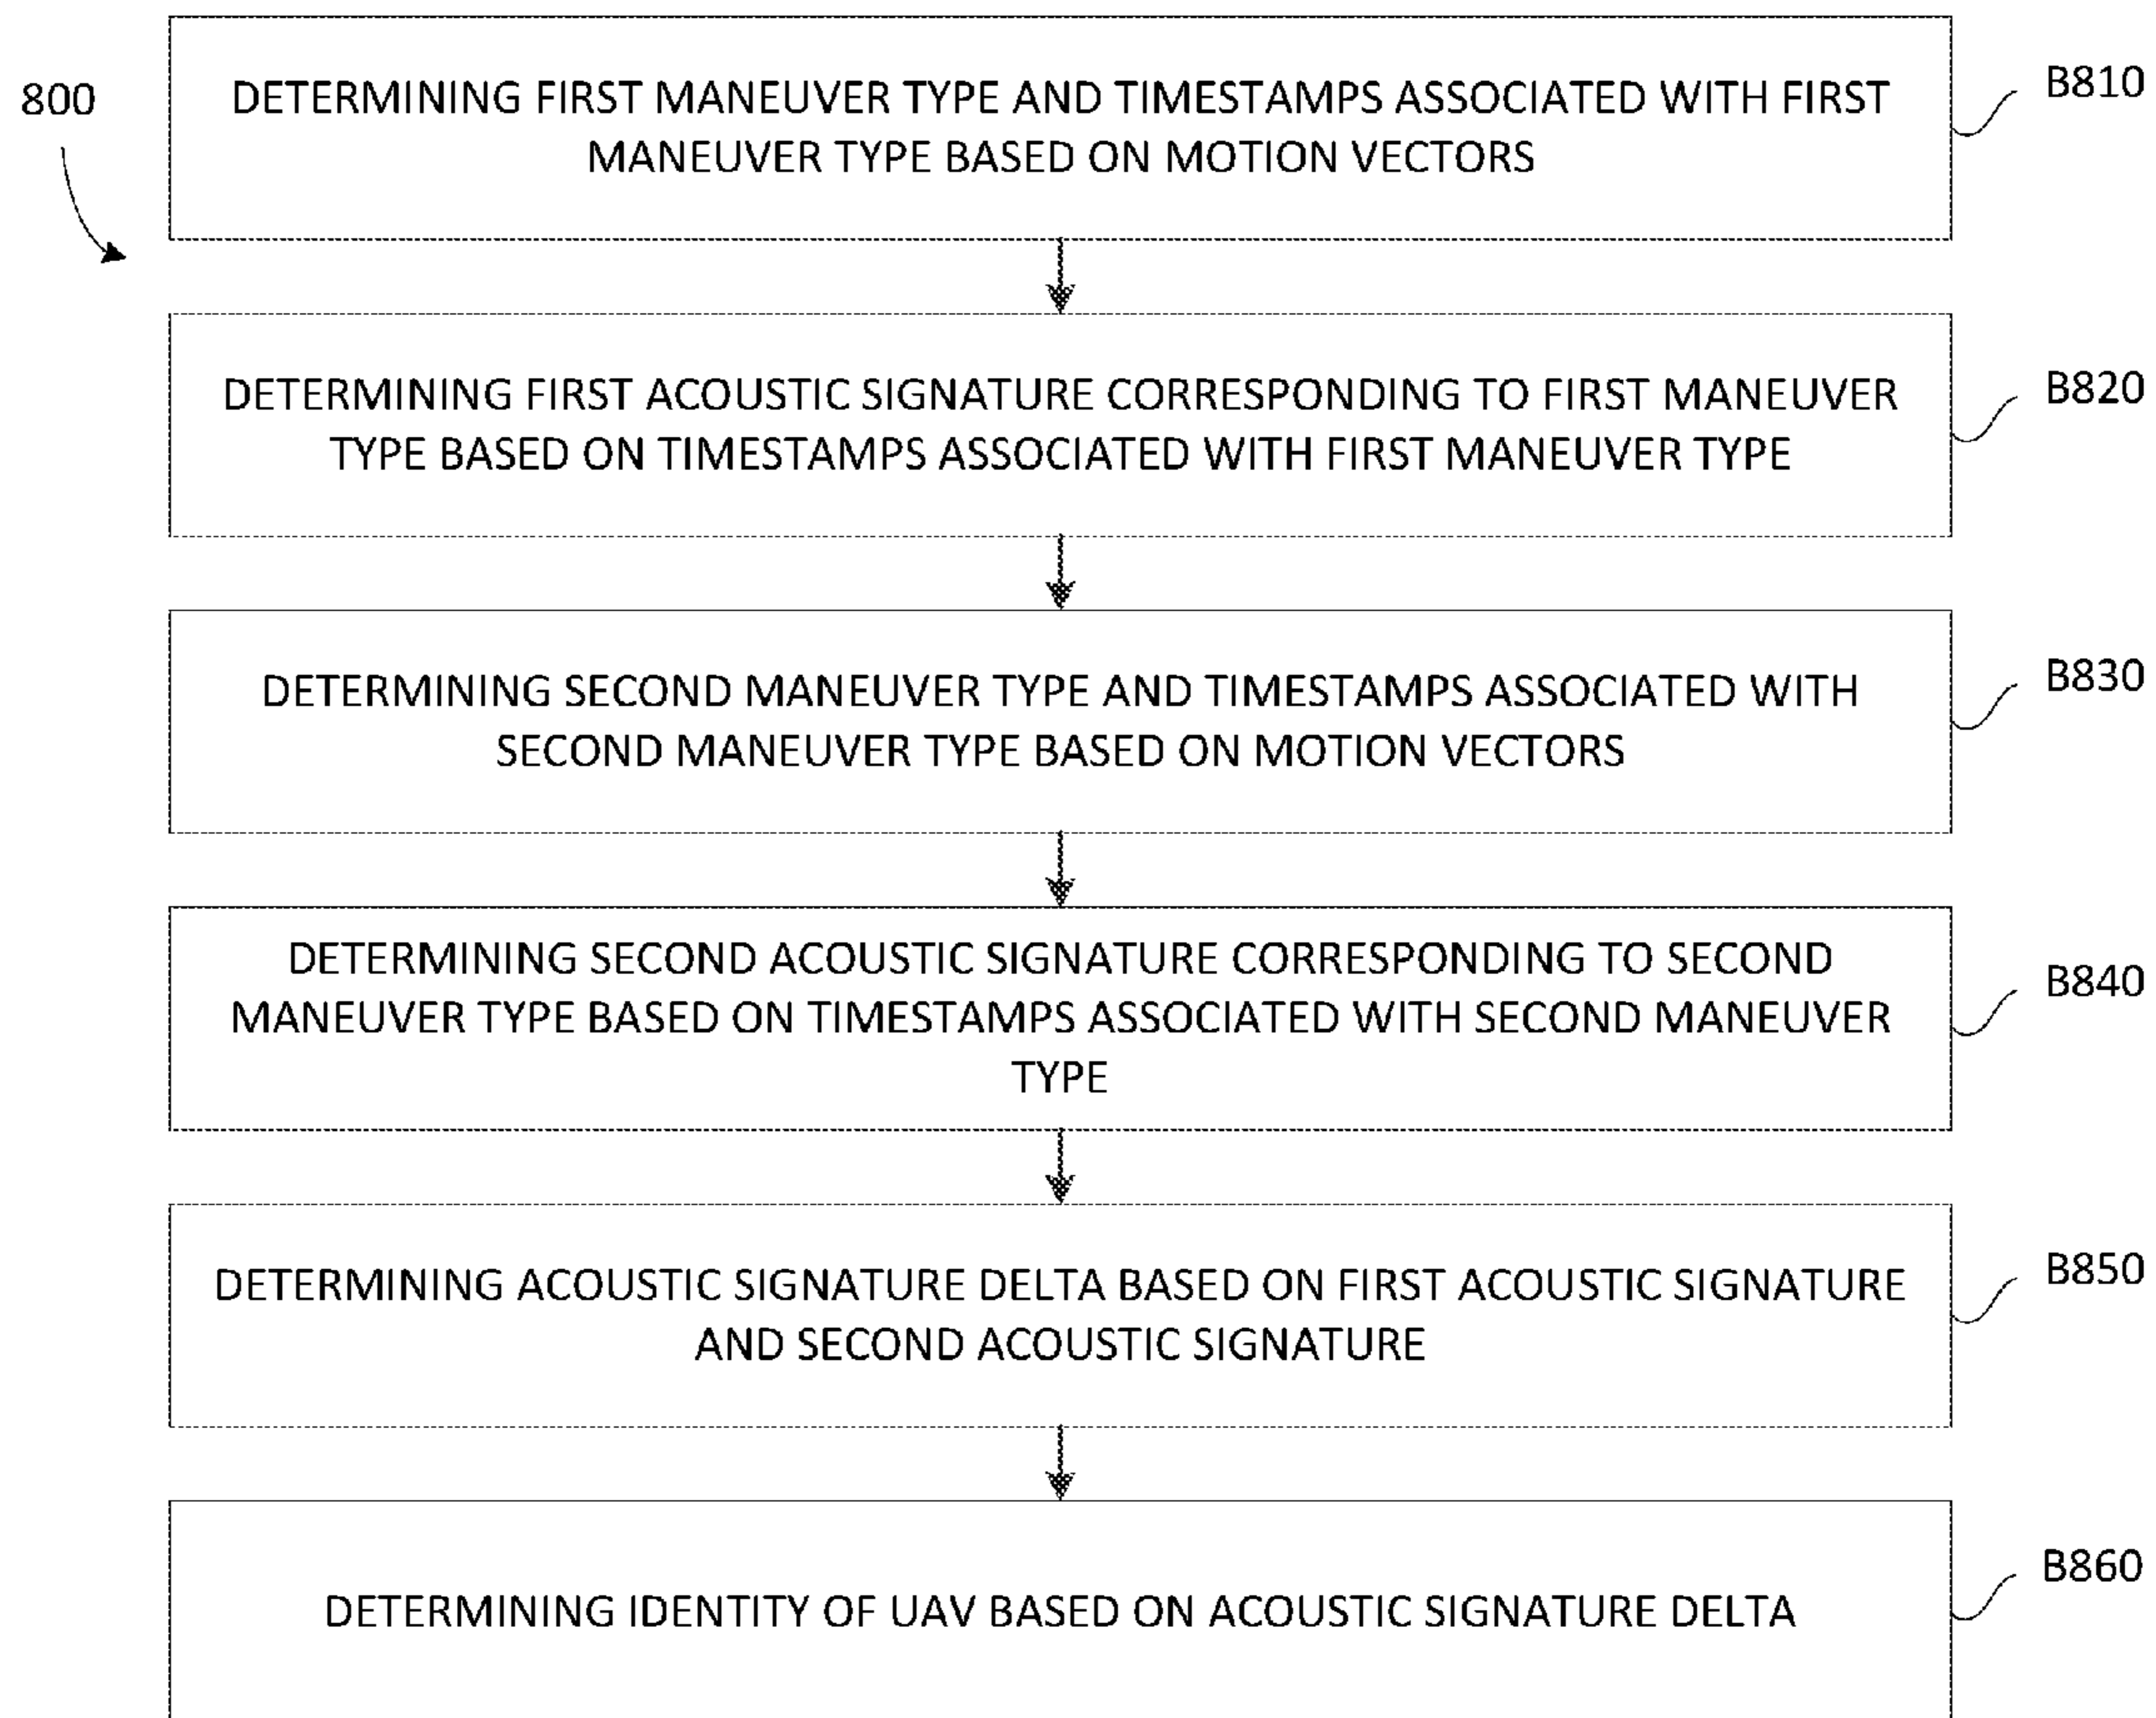 800
DETERMINING FIRST MANEUVER TYPE AND TIMESTAMPS ASSOCIATED WITH FIRST
MANEUVER TYPE BASED ON MOTION VECTORS
B810
DETERMINING FIRST ACOUSTIC SIGNATURE CORRESPONDING TO FIRST MANEUVER
TYPE BASED ON TIMESTAMPS ASSOCIATED WITH FIRST MANEUVER TYPE
B820
DETERMINING SECOND MANEUVER TYPE AND TIMESTAMPS ASSOCIATED WITH
SECOND MANEUVER TYPE BASED ON MOTION VECTORS
B830
DETERMINING SECOND ACOUSTIC SIGNATURE CORRESPONDING TO SECOND
MANEUVER TYPE BASED ON TIMESTAMPS ASSOCIATED WITH SECOND MANEUVER
TYPE
B840
DETERMINING ACOUSTIC SIGNATURE DELTA BASED ON FIRST ACOUSTIC SIGNATURE
AND SECOND ACOUSTIC SIGNATURE
B850
DETERMINING IDENTITY OF UAV BASED ON ACOUSTIC SIGNATURE DELTA
B860